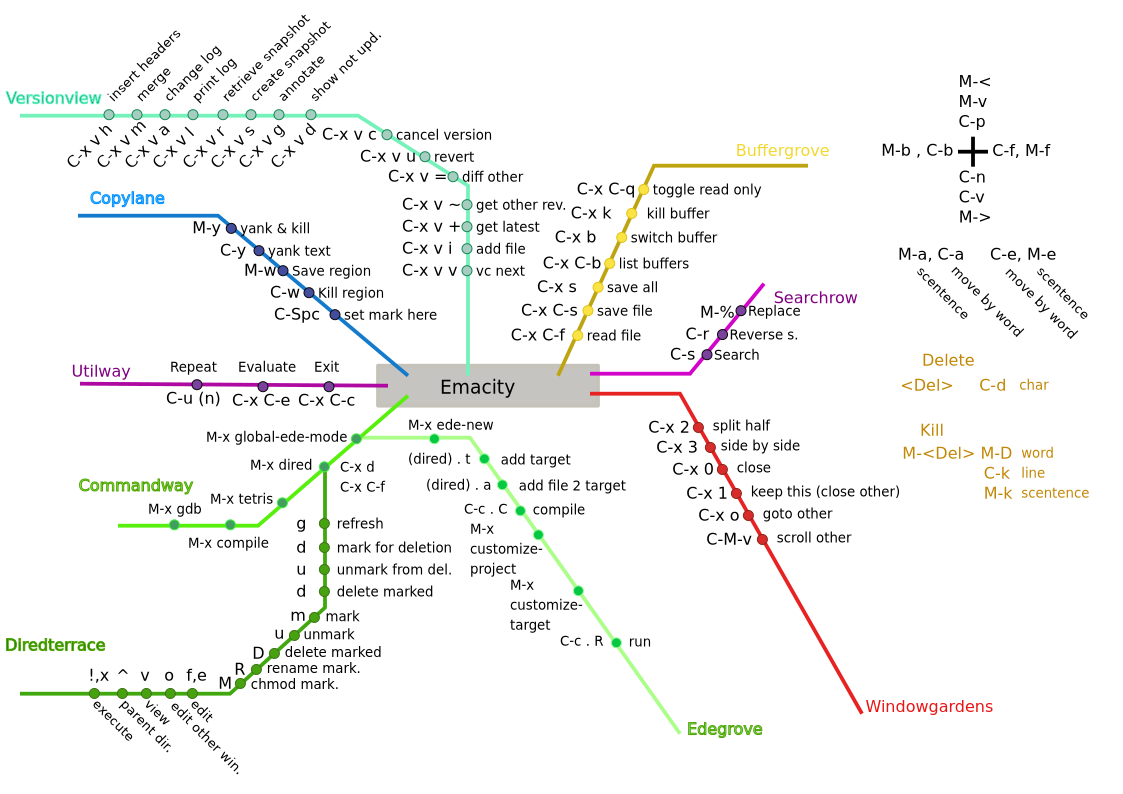 Versionview
insert headers
merge
change log
print log
retrieve snapshot
create snapshot
annotate
show not upd.
C-x v h
C-x v m
C-x v a
C-x v l
C-x v r
C-x v s
C-x v g
C-x v d
C-x v c cancel version
C-x v u revert
C-x v = diff other
C-x v ~ get other rev.
C-x v + get latest
C-x v i add file
C-x v v vc next
Copylane
M-y yank & kill
C-y yank text
M-w Save region
C-w Kill region
C-Spc set mark here
Buffergrove
C-x C-q toggle read only
C-x k kill buffer
C-x b switch buffer
C-x C-b list buffers
C-x s save all
C-x C-s save file
C-x C-f read file
Searchrow
M-% Replace
C-r Reverse s.
C-s Search
M-<
M-v
C-p
M-b , C-b C-f, M-f
C-n
C-v
M->
M-a, C-a C-e, M-e
scentence
move by word
move by word
scentence
Delete
<Del> C-d char
Kill
M-<Del> M-D word
C-k line
M-k scentence
Utilway
Repeat Evaluate Exit
C-u (n) C-x C-e C-x C-c
Emacity
M-x global-ede-mode
M-x dired C-x d
C-x C-f
Commandway
M-x tetris
M-x gdb
M-x compile
g refresh
d mark for deletion
u unmark from del.
d delete marked
m mark
u unmark
D delete marked
R rename mark.
M chmod mark.
Diredterrace
!,x ^ v o f,e
execute
parent dir.
view
edit other win.
edit
M-x ede-new
(dired) . t add target
(dired) . a add file 2 target
C-c . C compile
M-x
customize-
project
M-x
customize-
target
C-c . R run
Edegrove
C-x 2 split half
C-x 3 side by side
C-x 0 close
C-x 1 keep this (close other)
C-x o goto other
C-M-v scroll other
Windowgardens